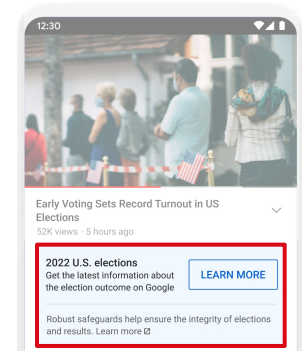 12:30
Early Voting Sets Record Turnout in US
Elections
52K views · 5 hours ago
2022 U.S. elections
Get the latest information about
the election outcome on Google
LEARN MORE
Robust safeguards help ensure the integrity of elections
and results. Learn more